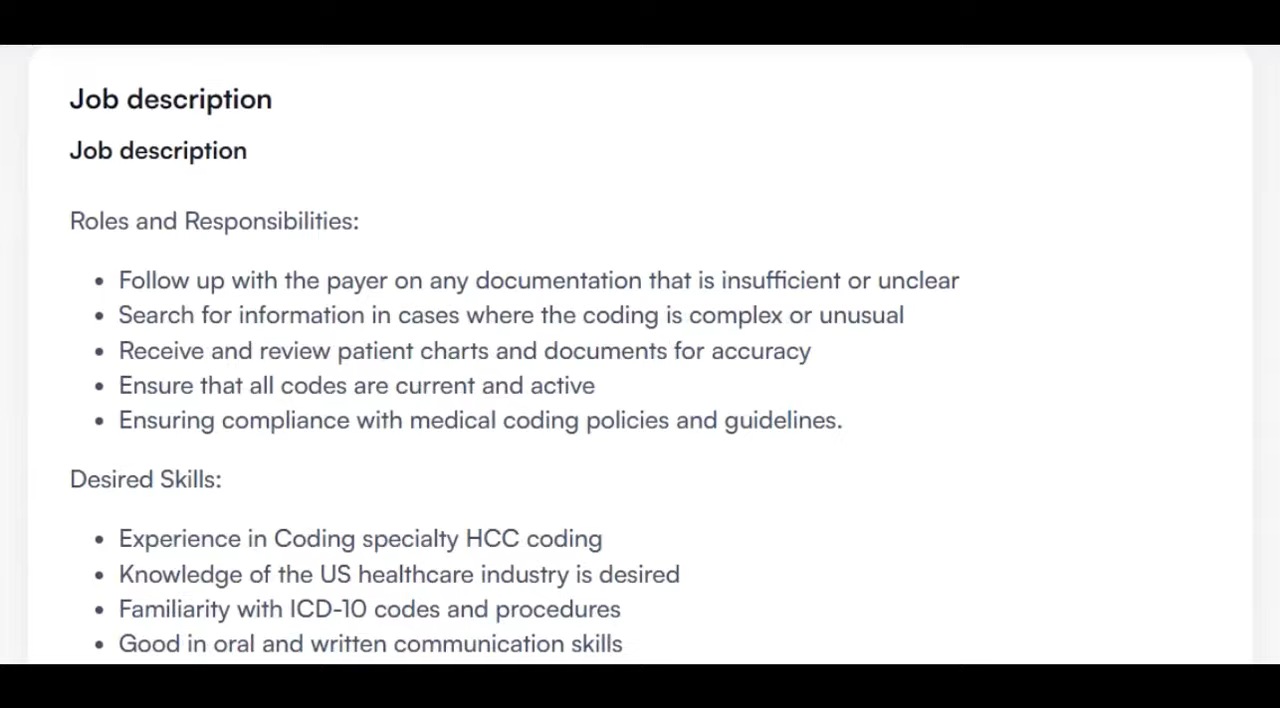 Job description
Job description
Roles and Responsibilities:
• Follow up with the payer on any documentation that is insufficient or unclear
• Search for information in cases where the coding is complex or unusual
• Receive and review patient charts and documents for accuracy
• Ensure that all codes are current and active
• Ensuring compliance with medical coding policies and guidelines.
Desired Skills:
• Experience in Coding specialty HCC coding
• Knowledge of the US healthcare industry is desired
• Familiarity with ICD-10 codes and procedures
• Good in oral and written communication skills